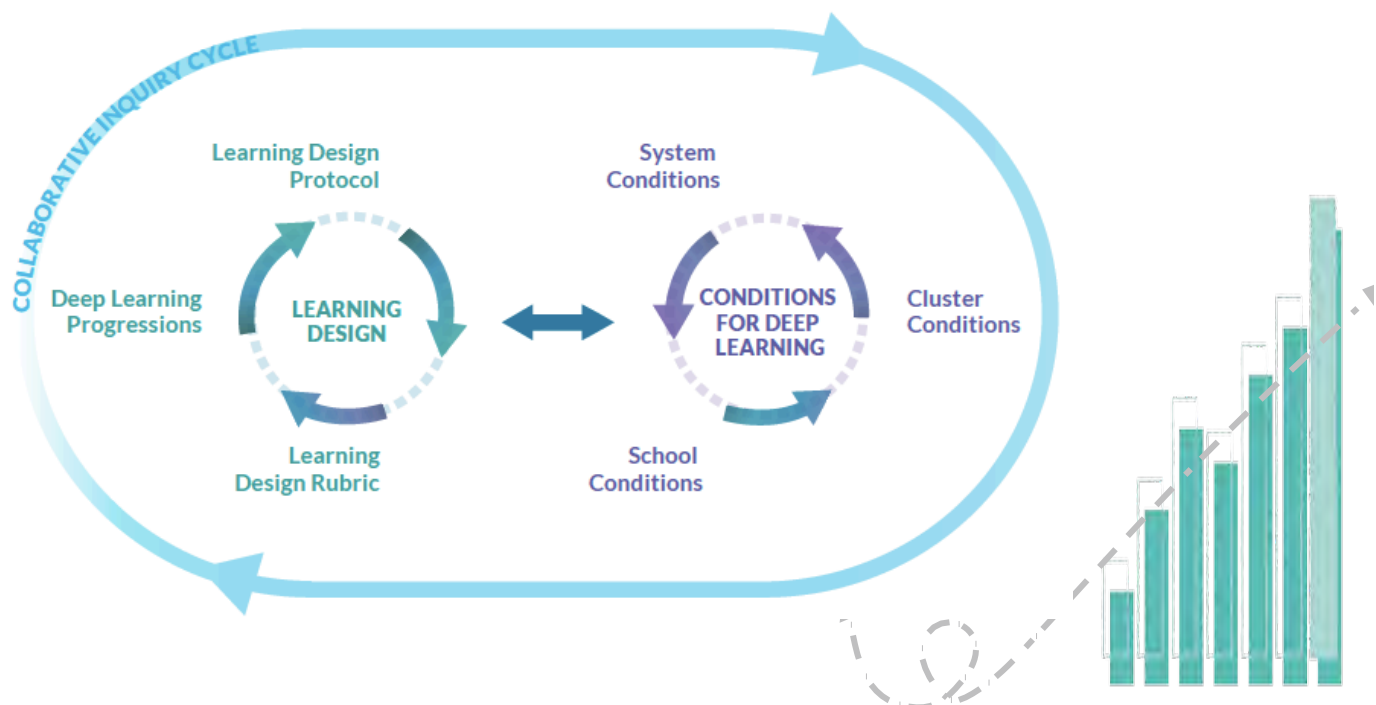 COLLABORATIVE INQUIRY CYCLE
Learning Design
Protocol
Deep Learning
Progressions
LEARNING
DESIGN
Learning
Design Rubric
System
Conditions
CONDITIONS
FOR DEEP
LEARNING
Cluster
Conditions
School
Conditions